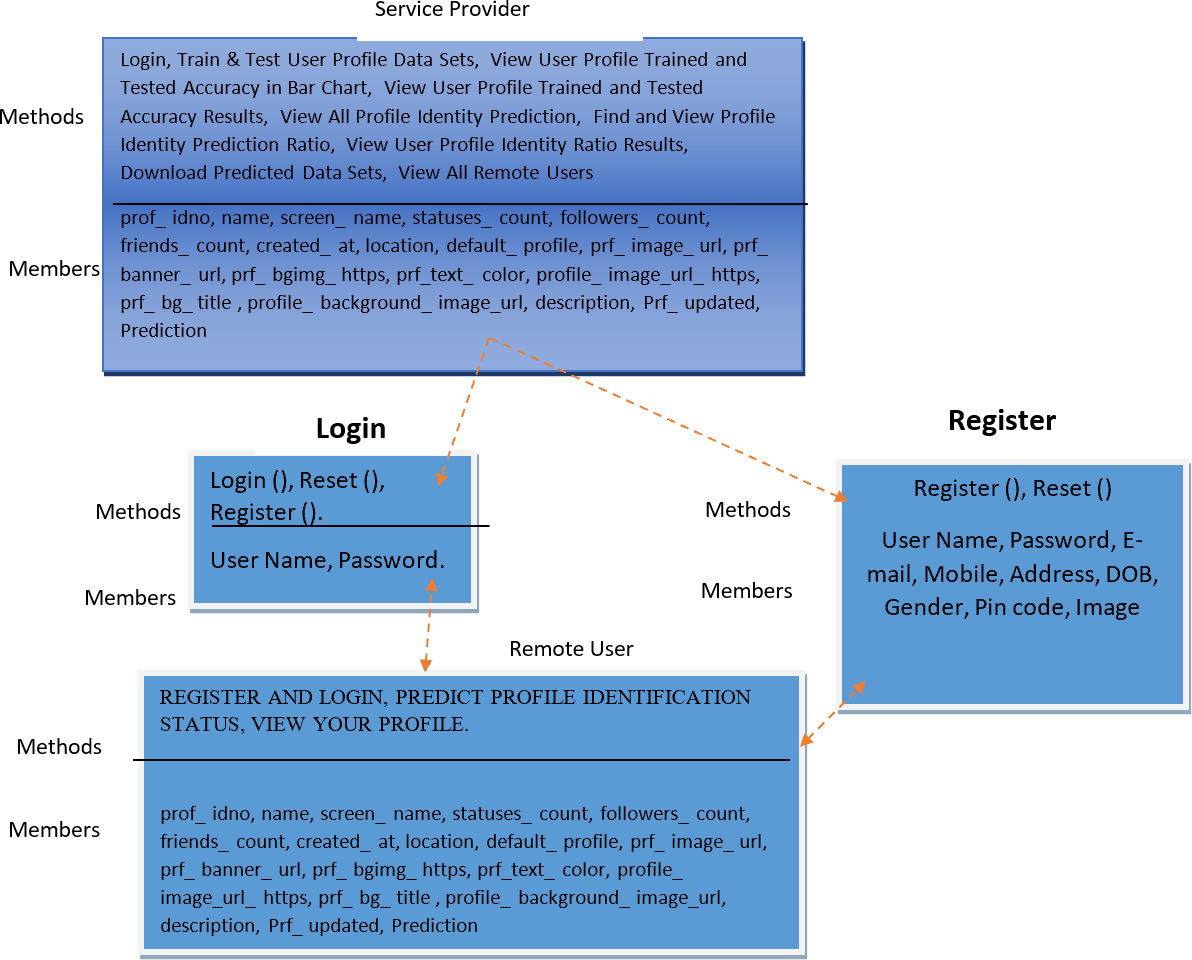 Service Provider
Login, Train & Test User Profile Data Sets, View User Profile Trained and
Tested Accuracy in Bar Chart, View User Profile Trained and Tested
Methods
Accuracy Results, View All Profile Identity Prediction, Find and View Profile
Identity Prediction Ratio, View User Profile Identity Ratio Results,
Download Predicted Data Sets, View All Remote Users
prof_ idno, name, screen_ name, statuses_ count, followers_ count,
friends_ count, created_ at, location, default_ profile, prf_ image_ url, prf_
Members
banner_ url, prf_ bgimg_ https, prf_text_ color, profile_ image_url_ https,
prf_ bg_ title , profile_ background_ image_url, description, Prf_ updated,
Prediction
Login
Login (), Reset (),
Methods
Register ().
User Name, Password.
Members
Register
Register (), Reset ()
Methods
User Name, Password, E-
mail, Mobile, Address, DOB,
Members
Gender, Pin code, Image
Remote User
REGISTER AND LOGIN, PREDICT PROFILE IDENTIFICATION
STATUS, VIEW YOUR PROFILE.
Methods
Members
prof_ idno, name, screen_ name, statuses_ count, followers_ count,
friends_ count, created_ at, location, default_ profile, prf_ image_ url,
prf_ banner_ url, prf_ bgimg_ https, prf_text_ color, profile_
image_url_ https, prf_ bg_ title , profile_ background_ image_url,
description, Prf_ updated, Prediction